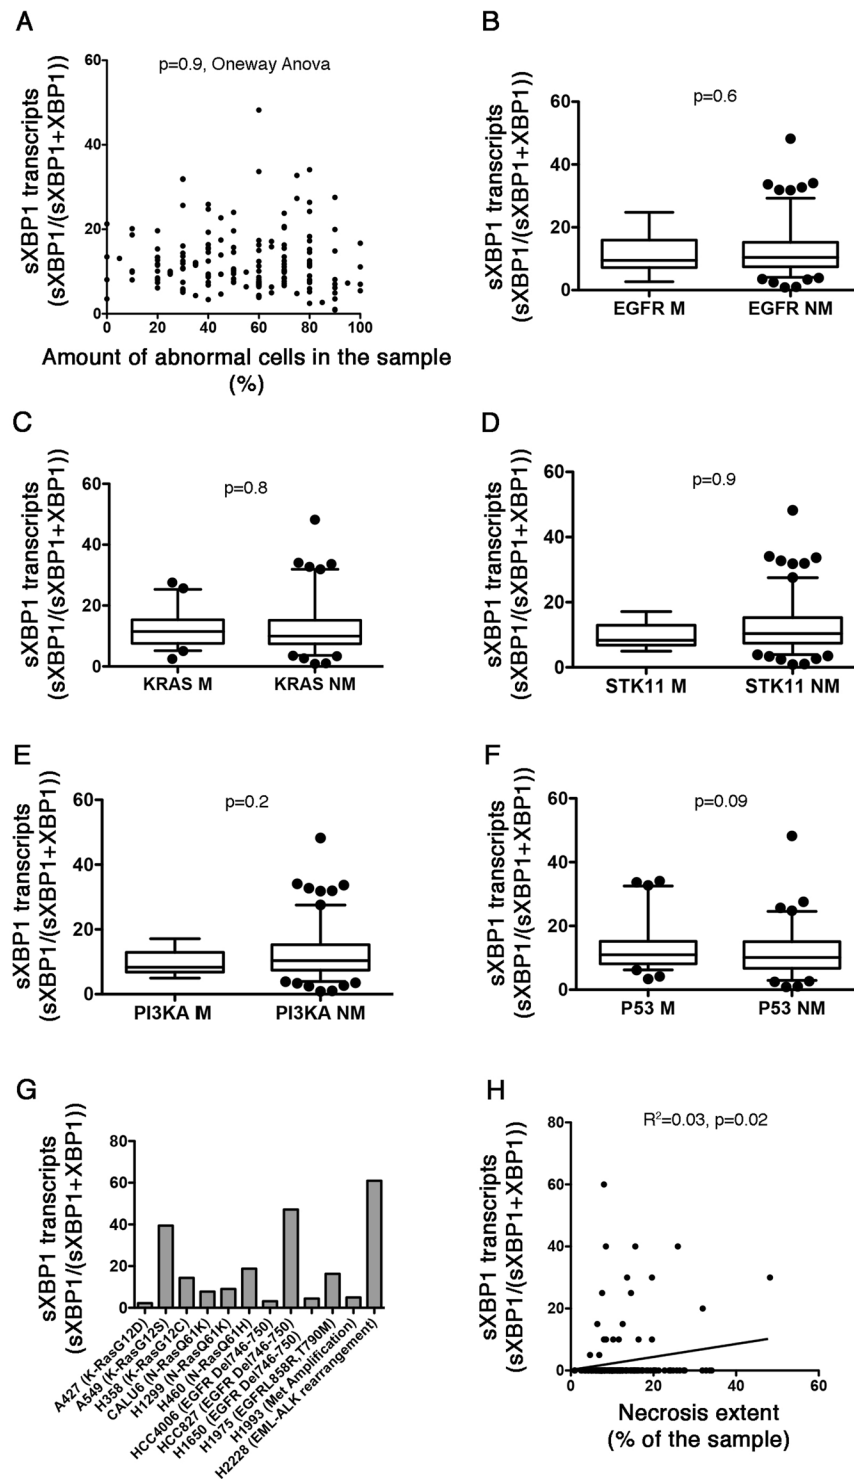 A
sXBP1 transcripts
(sXBP1/(sXBP1+XBP1))
p=0.9, Oneway Anova
60
40
20
0
0 20 40 60 80 100
Amount of abnormal cells in the sample
(%)
B
sXBP1 transcripts
(sXBP1/(sXBP1+XBP1))
p=0.6
60
40
20
0
EGFR M EGFR NM
C
sXBP1 transcripts
(sXBP1/(sXBP1+XBP1))
p=0.8
60
40
20
0
KRAS M KRAS NM
D
sXBP1 transcripts
(sXBP1/(sXBP1+XBP1))
p=0.9
60
40
20
0
STK11 M STK11 NM
E
sXBP1 transcripts
(sXBP1/(sXBP1+XBP1))
p=0.2
60
40
20
0
PI3KA M PI3KA NM
F
sXBP1 transcripts
(sXBP1/(sXBP1+XBP1))
p=0.09
60
40
20
0
P53 M P53 NM
G
sXBP1 transcripts
(sXBP1/(sXBP1+XBP1))
80
60
40
20
0
A427 (K-RasG12D)
A549 (K-RasG12S)
H358 (K-RasG12C)
CALU6 (N-RasQ61K)
H1299 (N-RasQ61K)
H460 (N-RasQ61H)
HCC4006 (EGFR Del746-750)
HCC827 (EGFR Del746-750)
H1650 (EGFR Del746-750)
H1975 (EGFRL858R,T790M)
H1993 (Met Amplification)
H2228 (EML-ALK rearrangement)
H
sXBP1 transcripts
(sXBP1/(sXBP1+XBP1))
R²=0.03, p=0.02
80
60
40
20
0
0 20 40 60
Necrosis extent
(% of the sample)